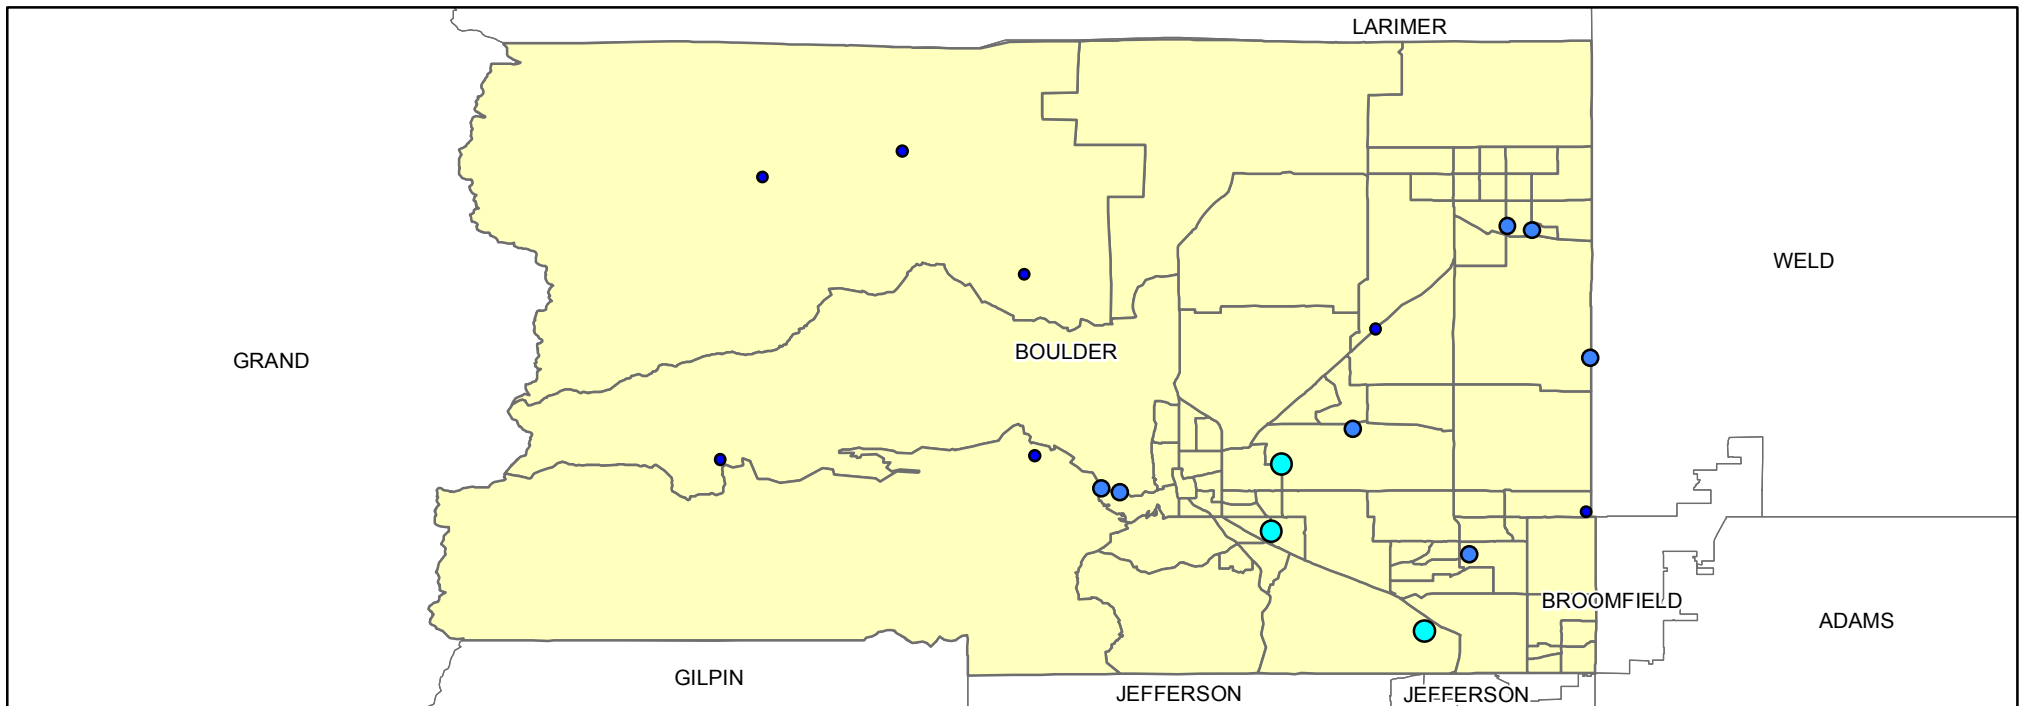 LARIMER
WELD
BOULDER
GRAND
BROOMFIELD
ADAMS
GILPIN
JEFFERSON
JEFFERSON